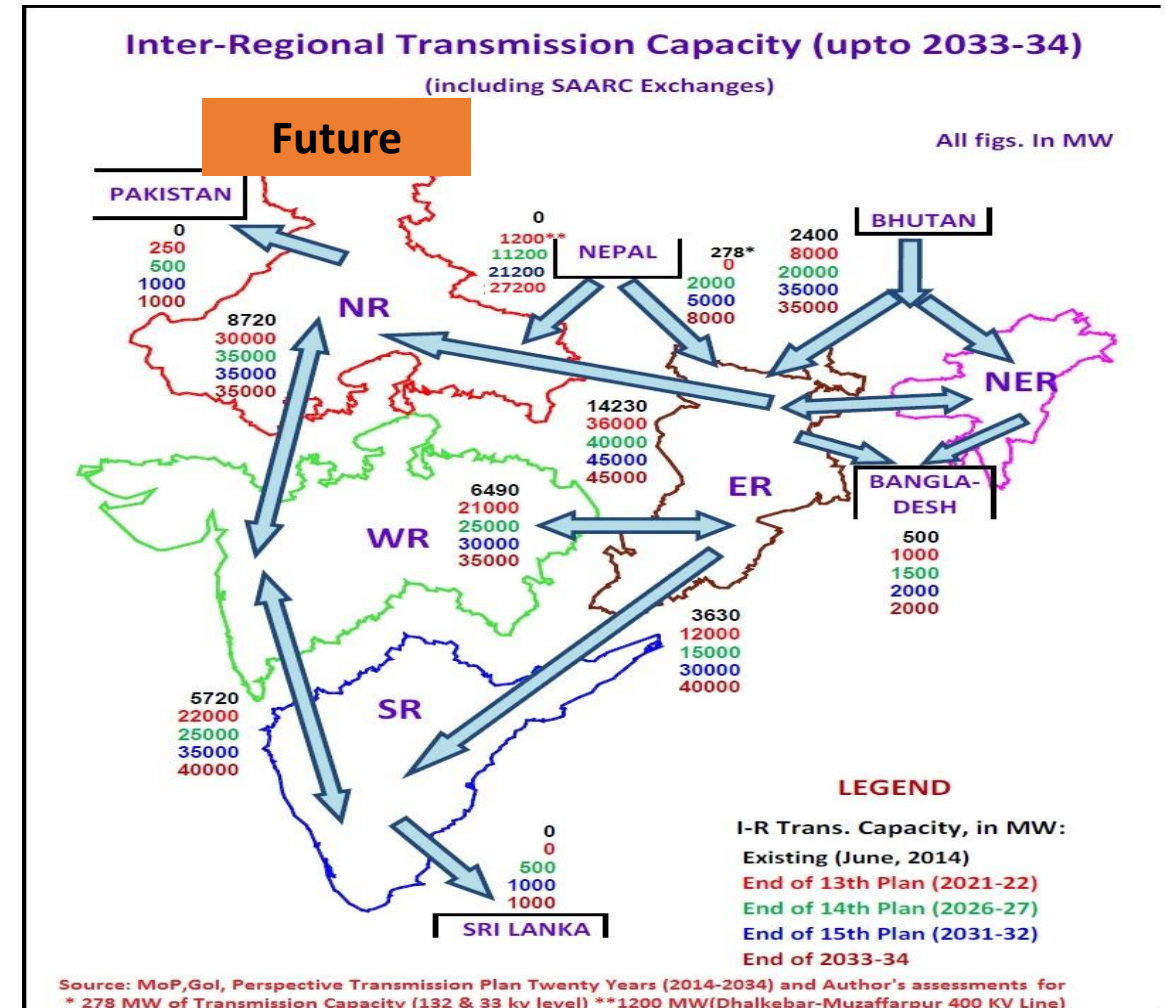 Inter-Regional Transmission Capacity (upto 2033-34)
(including SAARC Exchanges)
Future
All figs. In MW
PAKISTAN
0
250
500
1000
1000
0
1200**
11200
21200
27200
NEPAL
278*
0
2000
5000
8000
BHUTAN
2400
8000
20000
35000
35000
NR
8720
30000
35000
35000
35000
NER
14230
36000
40000
45000
45000
ER
BANGLA-
DESH
500
1000
1500
2000
2000
WR
6490
21000
25000
30000
35000
3630
12000
15000
30000
40000
SR
5720
22000
25000
35000
40000
0
0
500
1000
1000
SRI LANKA
LEGEND
I-R Trans. Capacity, in MW:
Existing (June, 2014)
End of 13th Plan (2021-22)
End of 14th Plan (2026-27)
End of 15th Plan (2031-32)
End of 2033-34
Source: MoP,GoI, Perspective Transmission Plan Twenty Years (2014-2034) and Author's assessments for
* 278 MW of Transmission Capacity (132 & 33 kv level) **1200 MW(Dhalkebar-Muzaffarpur 400 KV Line)